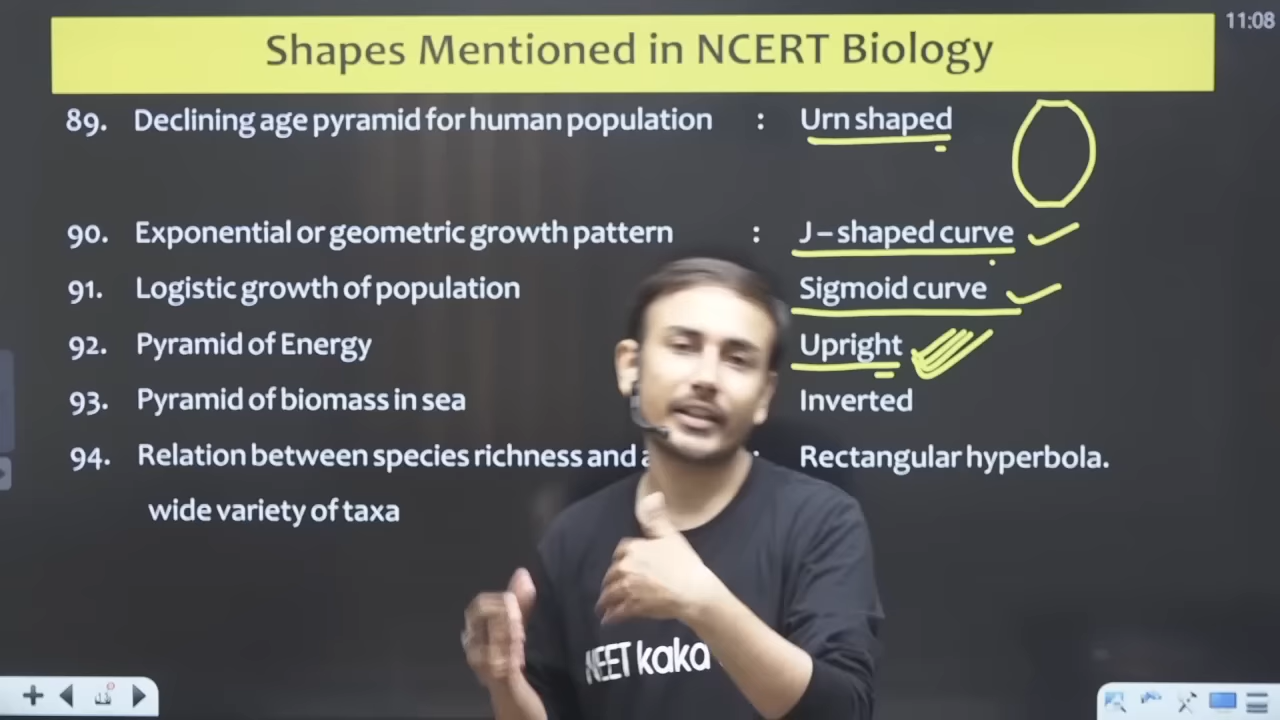 11:08
Shapes Mentioned in NCERT Biology
89. Declining age pyramid for human population : Urn shaped
90. Exponential or geometric growth pattern : J – shaped curve
91. Logistic growth of population Sigmoid curve
92. Pyramid of Energy Upright
93. Pyramid of biomass in sea Inverted
94. Relation between species richness and : Rectangular hyperbola.
wide variety of taxa
NEET kaka